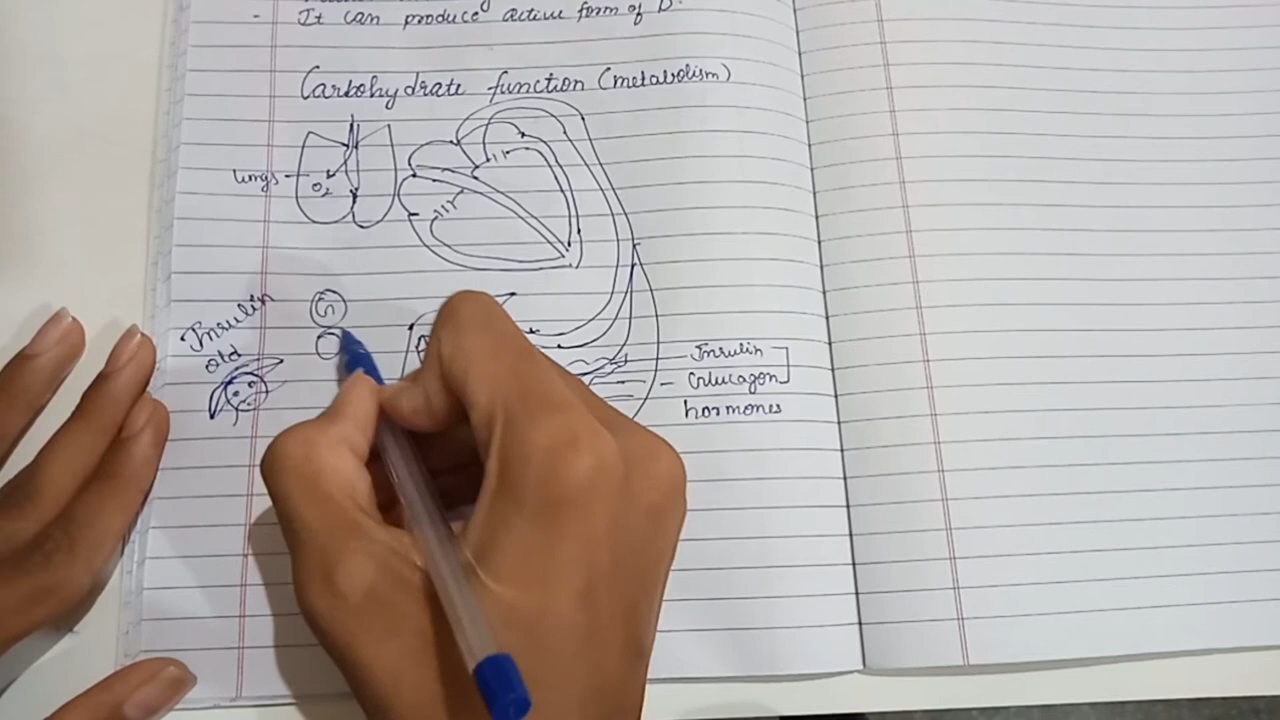 - It can produce active form of D.
Carbohydrate function (metabolism)
lungs
O2
G
Insulin
old
Insulin
- Glucagon
hormones